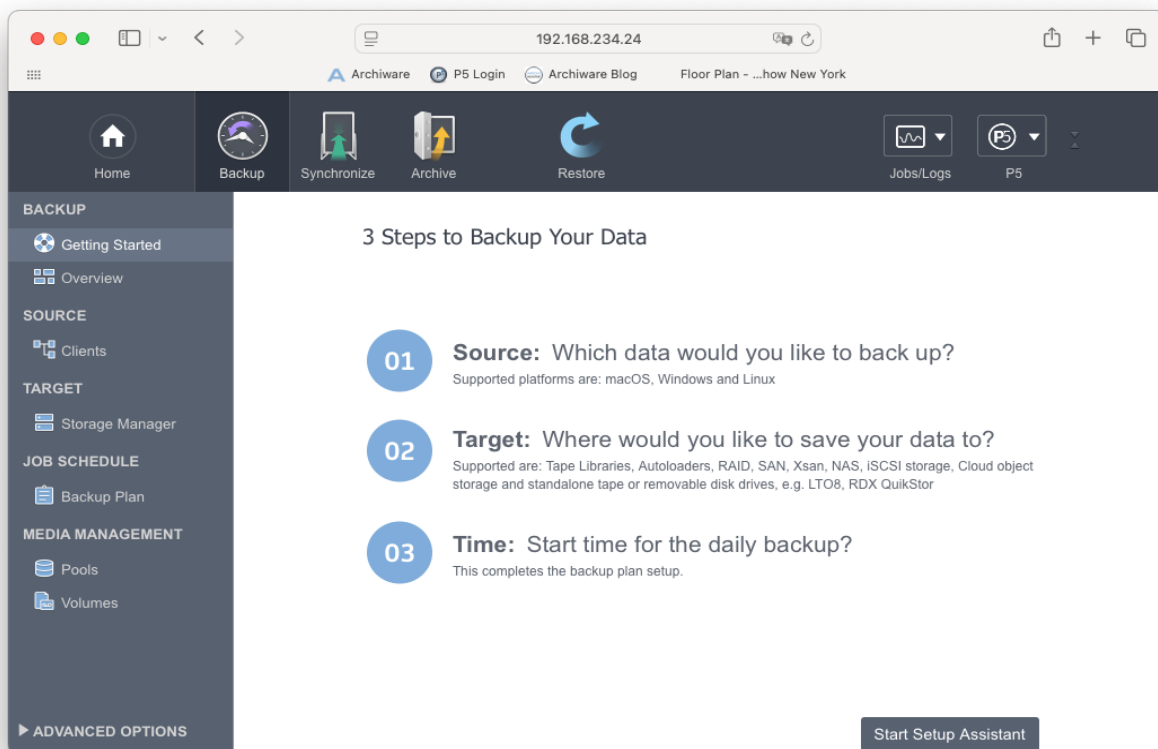 192.168.234.24
Archiware
P5 Login
Archiware Blog
Floor Plan - ...how New York
Home
Backup
Synchronize
Archive
Restore
Jobs/Logs
P5
P5
BACKUP
Getting Started
Overview
SOURCE
Clients
TARGET
Storage Manager
JOB SCHEDULE
Backup Plan
MEDIA MANAGEMENT
Pools
Volumes
ADVANCED OPTIONS
3 Steps to Backup Your Data
01
Source: Which data would you like to back up?
Supported platforms are: macOS, Windows and Linux
02
Target: Where would you like to save your data to?
Supported are: Tape Libraries, Autoloaders, RAID, SAN, Xsan, NAS, iSCSI storage, Cloud object
storage and standalone tape or removable disk drives, e.g. LTO8, RDX QuikStor
03
Time: Start time for the daily backup?
This completes the backup plan setup.
Start Setup Assistant